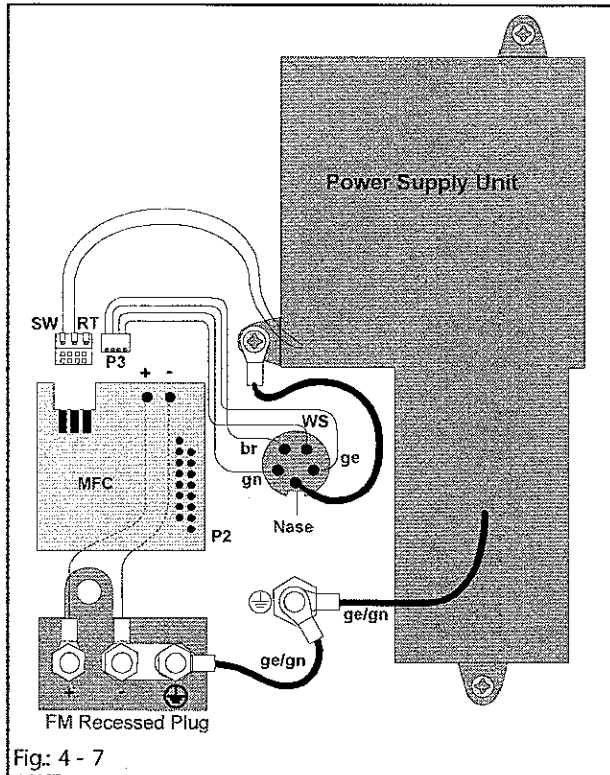 Power Supply Unit
SW RT
P3
+ -
WS
br
ge
MFC
gn
P2
Nase
ge/gn
ge/gn
+ -
FM Recessed Plug
Fig.: 4 - 7